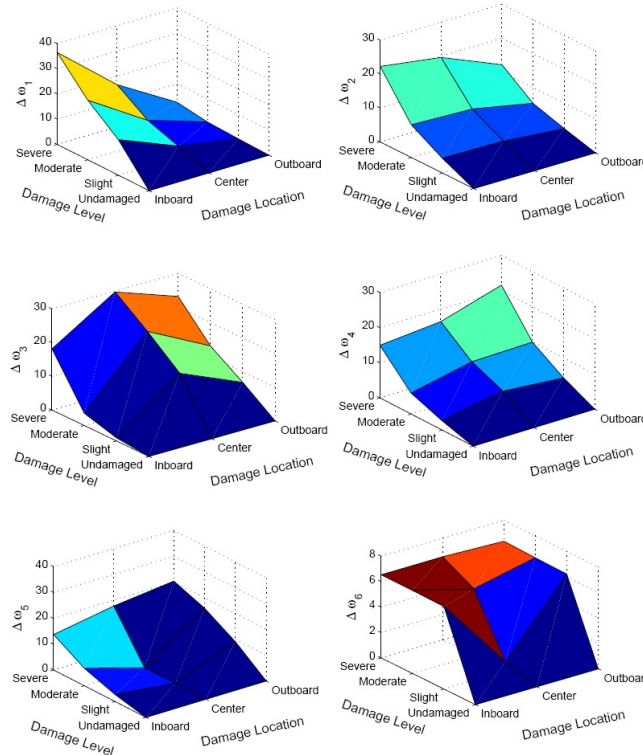 40
30
20
10
0
Δ ω1
Severe
Moderate
Slight
Undamaged
Inboard
Center
Outboard
Damage Level
Damage Location
30
20
10
0
Δ ω2
Severe
Moderate
Slight
Undamaged
Inboard
Center
Outboard
Damage Level
Damage Location
30
20
10
0
Δ ω3
Severe
Moderate
Slight
Undamaged
Inboard
Center
Outboard
Damage Level
Damage Location
30
20
10
0
Δ ω4
Severe
Moderate
Slight
Undamaged
Inboard
Center
Outboard
Damage Level
Damage Location
40
30
20
10
0
Δ ω5
Severe
Moderate
Slight
Undamaged
Inboard
Center
Outboard
Damage Level
Damage Location
8
6
4
2
0
Δ ω6
Severe
Moderate
Slight
Undamaged
Inboard
Center
Outboard
Damage Level
Damage Location